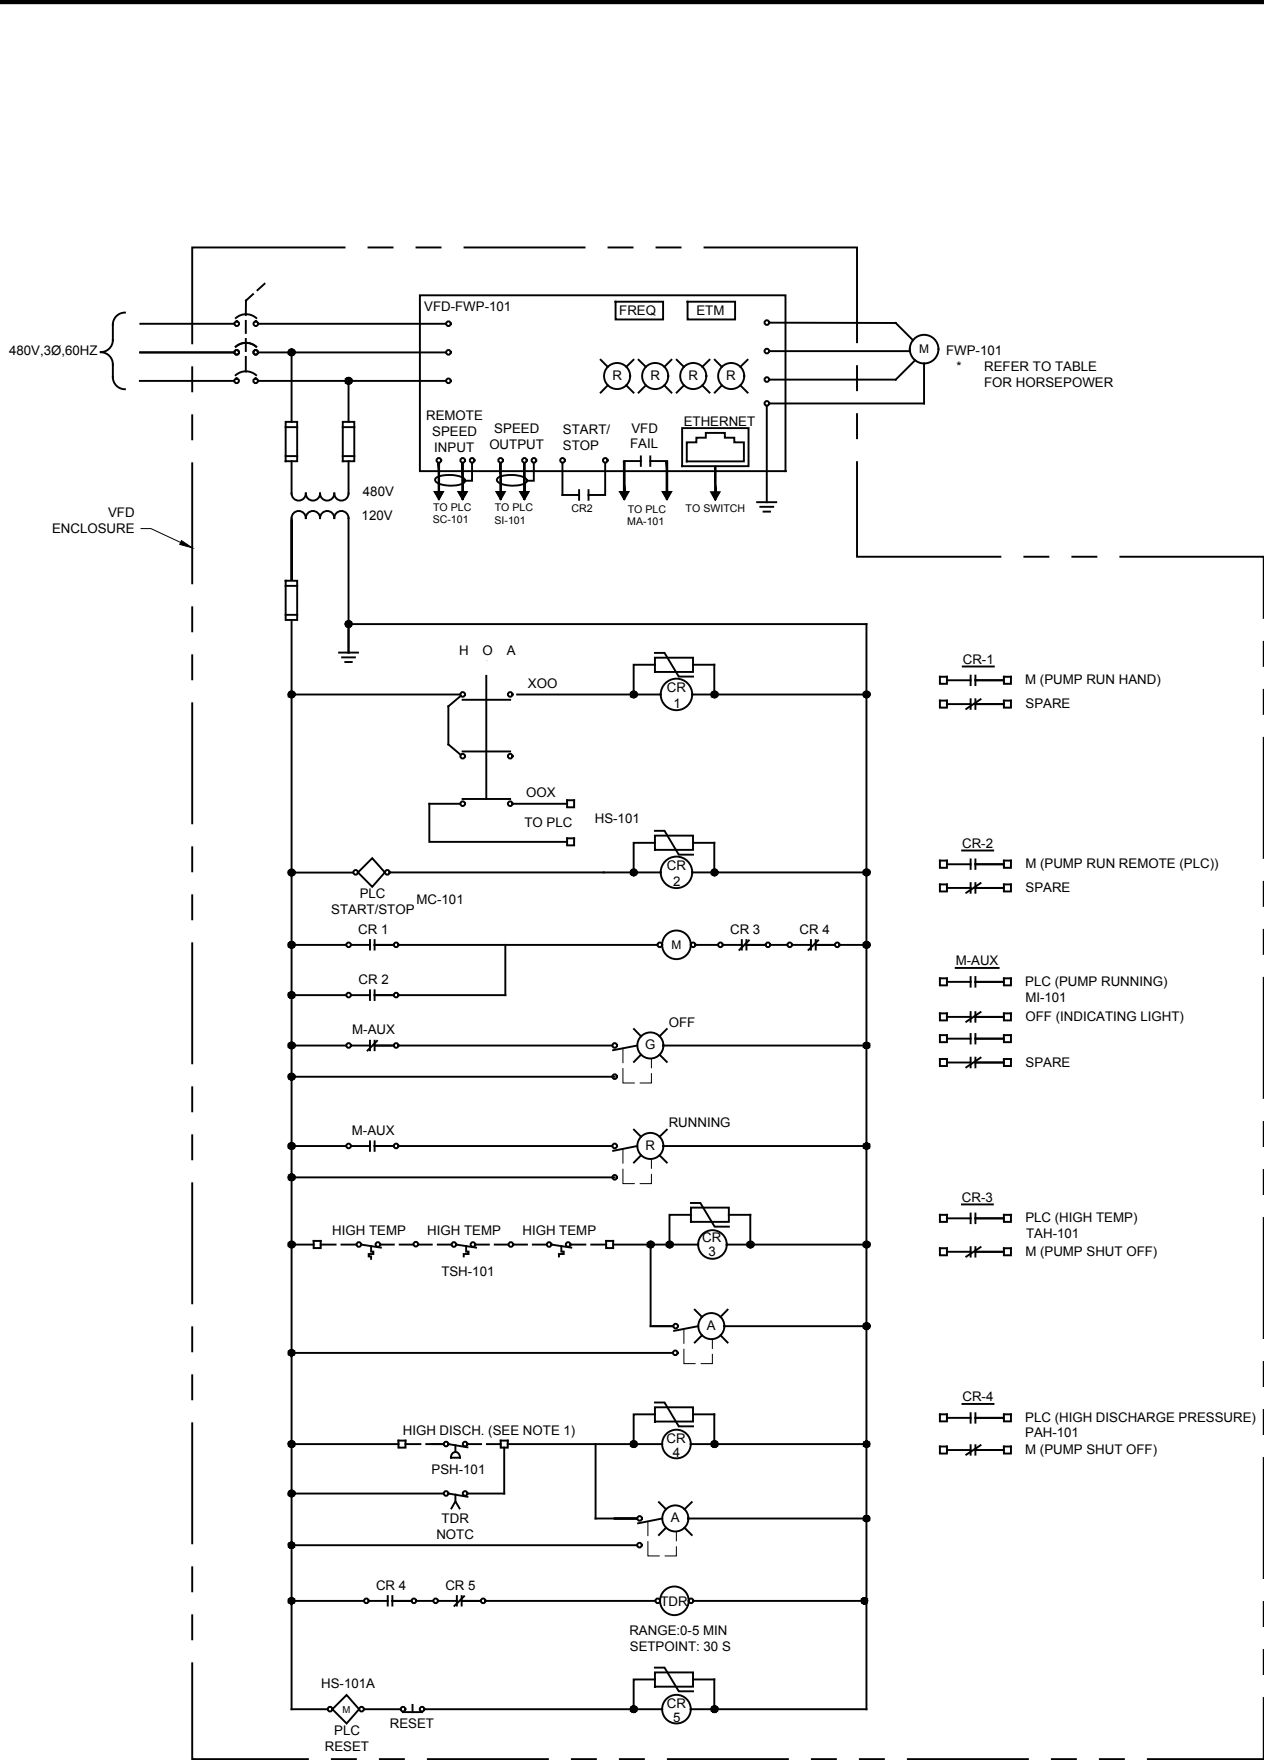 480V,3Ø,60HZ
VFD-FWP-101
FREQ
ETM
R
R
R
R
M
FWP-101
* REFER TO TABLE
FOR HORSEPOWER
REMOTE
SPEED
INPUT
SPEED
OUTPUT
START/
STOP
VFD
FAIL
ETHERNET
TO PLC
SC-101
TO PLC
SI-101
CR2
TO PLC
MA-101
TO SWITCH
480V
120V
VFD
ENCLOSURE
H O A
XOO
CR
1
CR-1
M (PUMP RUN HAND)
SPARE
OOX
TO PLC
HS-101
CR
2
PLC
START/STOP
MC-101
CR-2
M (PUMP RUN REMOTE (PLC))
SPARE
CR 1
M
CR 3
CR 4
CR 2
M-AUX
PLC (PUMP RUNNING)
MI-101
OFF (INDICATING LIGHT)
SPARE
M-AUX
OFF
G
M-AUX
RUNNING
R
HIGH TEMP
HIGH TEMP
HIGH TEMP
TSH-101
CR
3
A
CR-3
PLC (HIGH TEMP)
TAH-101
M (PUMP SHUT OFF)
HIGH DISCH. (SEE NOTE 1)
PSH-101
CR
4
TDR
NOTC
A
CR-4
PLC (HIGH DISCHARGE PRESSURE)
PAH-101
M (PUMP SHUT OFF)
CR 4
CR 5
TDR
RANGE:0-5 MIN
SETPOINT: 30 S
HS-101A
M
PLC
RESET
RESET
CR
5